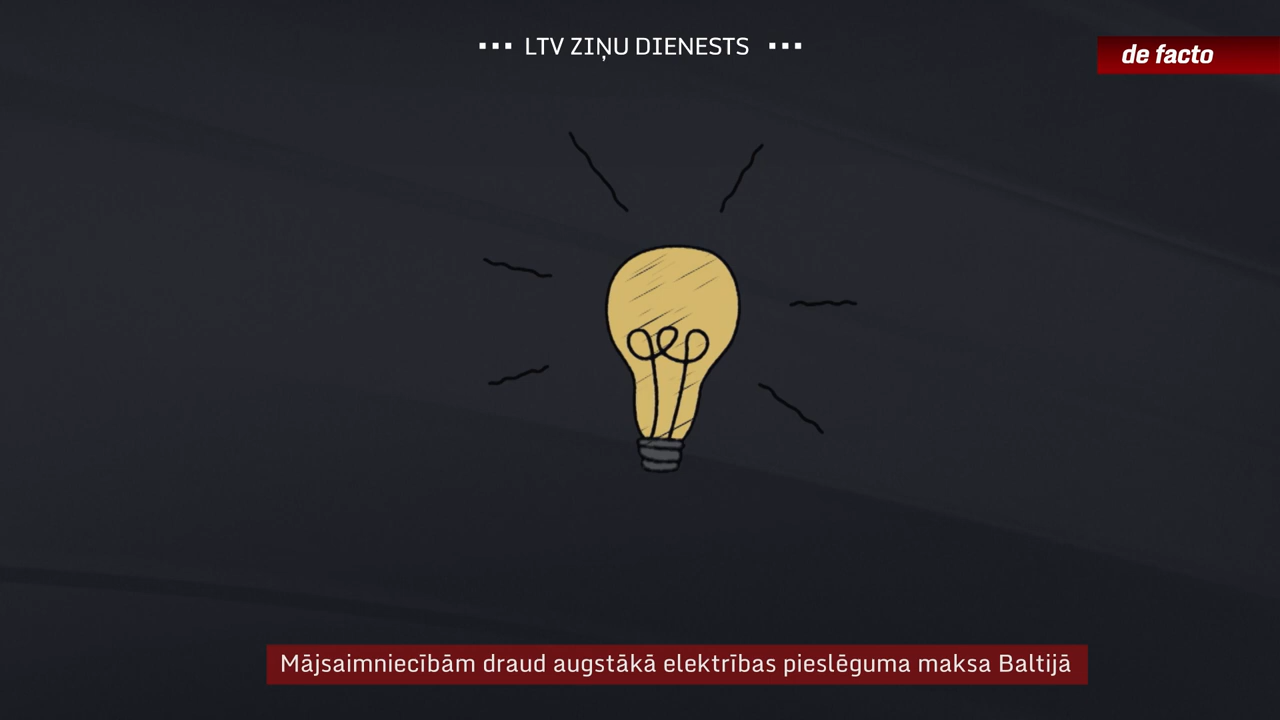 ▪▪▪ LTV ZIŅU DIENESTS ▪▪▪
de facto
Mājsaimniecībām draud augstākā elektrības pieslēguma maksa Baltijā